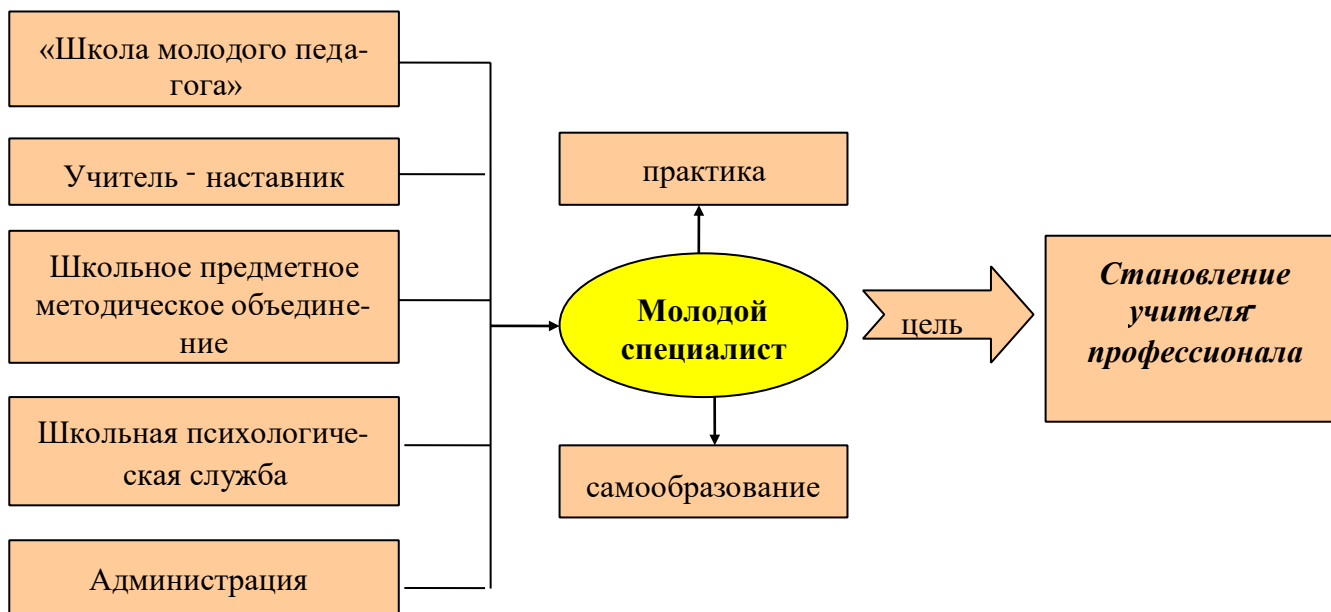 «Школа молодого педа-
гога»
Учитель - наставник
Школьное предметное
методическое объедине-
ние
Школьная психологиче-
ская служба
Администрация
практика
Молодой
специалист
самообразование
цель
Становление
учителя-
профессионала